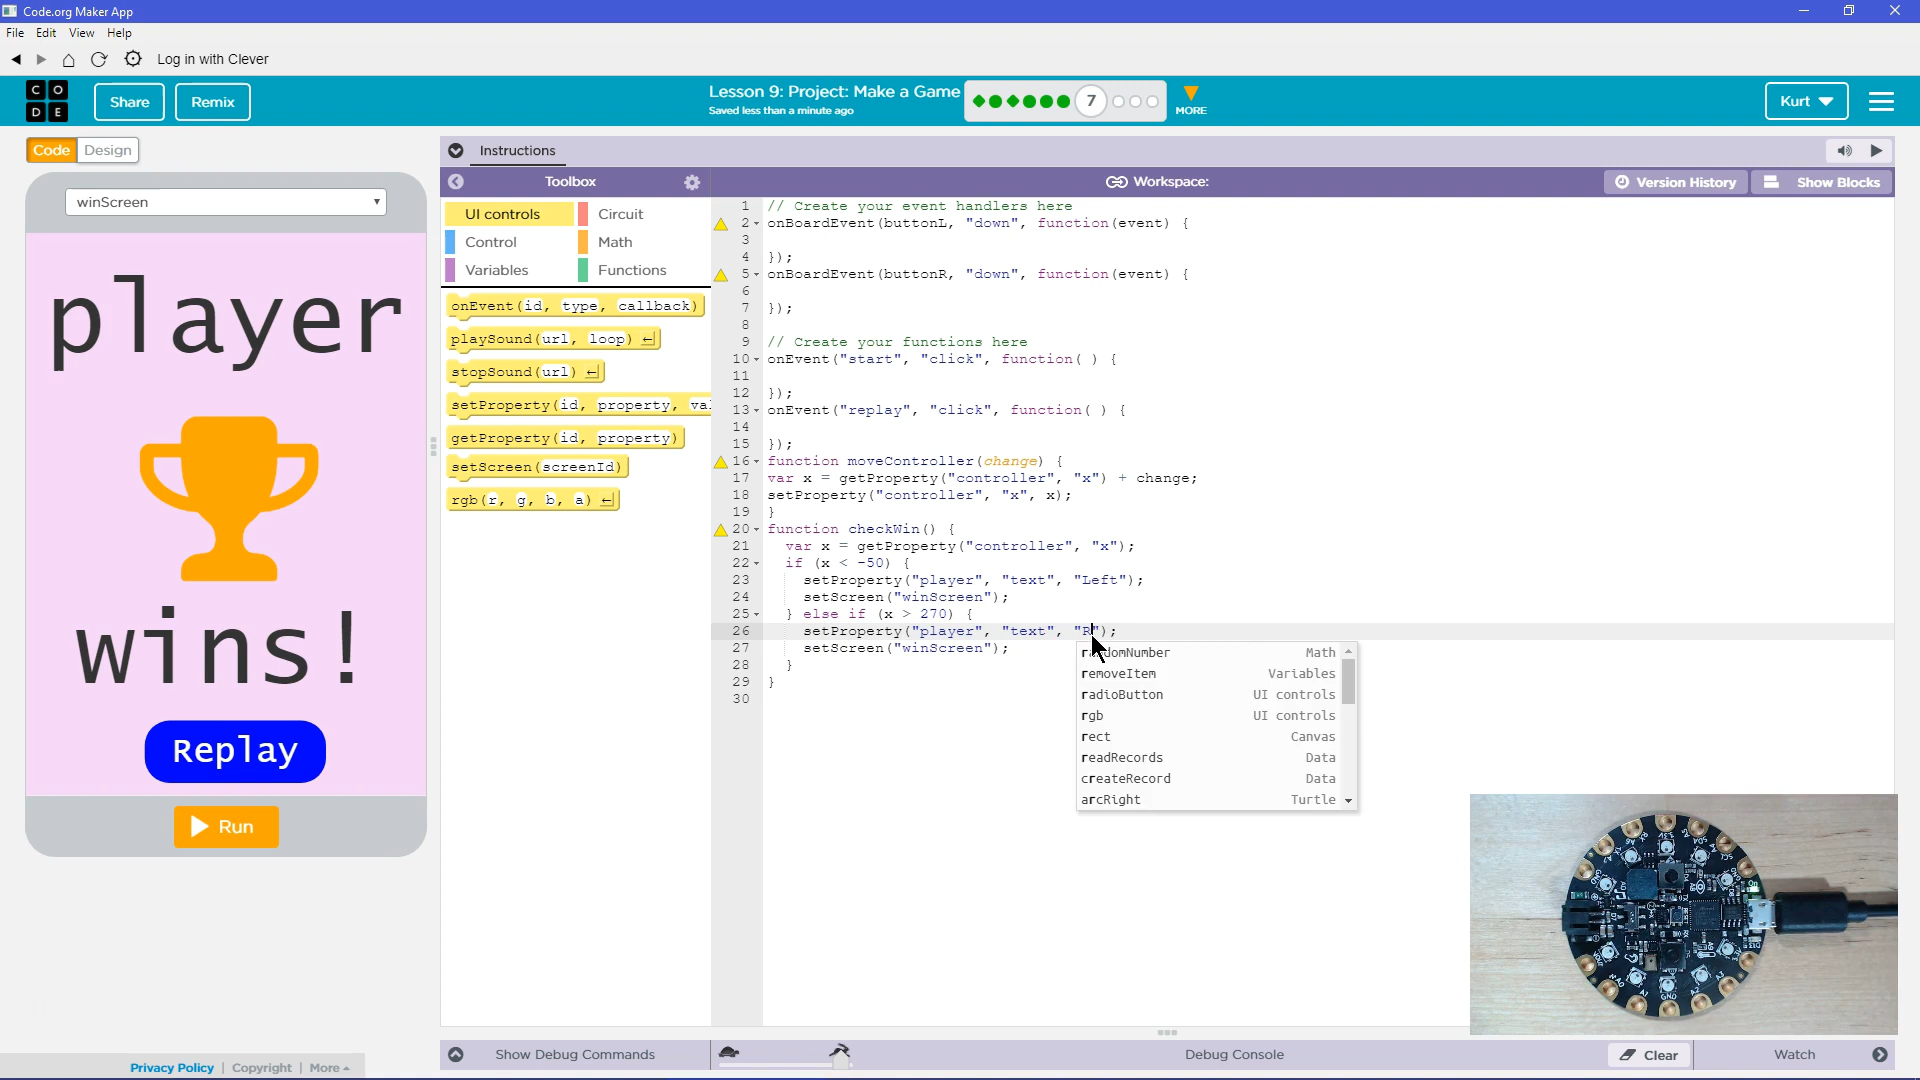 Code.org Maker App
File Edit View Help
Log in with Clever
CODE
Share
Remix
Lesson 9: Project: Make a Game
Saved less than a minute ago
7
MORE
Kurt
Code
Design
Instructions
winScreen
Toolbox
Workspace:
Version History
Show Blocks
UI controls
Circuit
Control
Math
Variables
Functions
onEvent(id, type, callback)
playSound(url, loop)
stopSound(url)
setProperty(id, property, val
getProperty(id, property)
setScreen(screenId)
rgb(r, g, b, a)
player
wins!
Replay
Run
1 // Create your event handlers here
2 onBoardEvent(buttonL, "down", function(event) {
3
4 });
5 onBoardEvent(buttonR, "down", function(event) {
6
7 });
8
9 // Create your functions here
10 onEvent("start", "click", function( ) {
11
12 });
13 onEvent("replay", "click", function( ) {
14
15 });
16 function moveController(change) {
17 var x = getProperty("controller", "x") + change;
18 setProperty("controller", "x", x);
19 }
20 function checkWin() {
21 var x = getProperty("controller", "x");
22 if (x < -50) {
23 setProperty("player", "text", "Left");
24 setScreen("winScreen");
25 } else if (x > 270) {
26 setProperty("player", "text", "R");
27 setScreen("winScreen");
28 }
29 }
30
randomNumber Math
removeItem Variables
radioButton UI controls
rgb UI controls
rect Canvas
readRecords Data
createRecord Data
arcRight Turtle
Show Debug Commands
Debug Console
Clear
Watch
Privacy Policy | Copyright | More